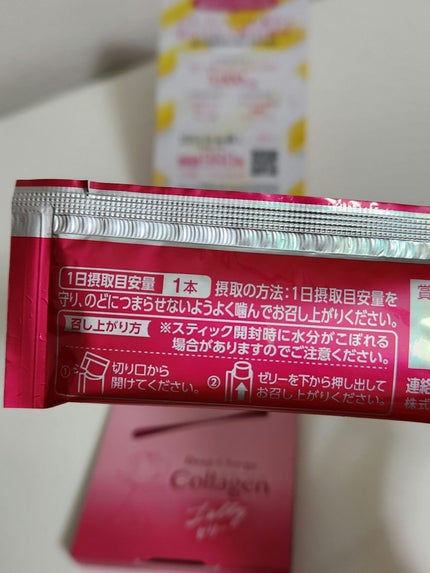 1日摂取目安量 1本 摂取の方法:1日摂取目安量を
守り、のどにつまらせないようよく噛んでお召し上がりください。
召し上がり方 ※スティック開封時に水分がこぼれる
場合がありますのでご注意ください。
① 切り口から
開けてください。
② ゼリーを下から押し出して
お召し上がりください。
賞
連絡
株式
Collagen
Jelly